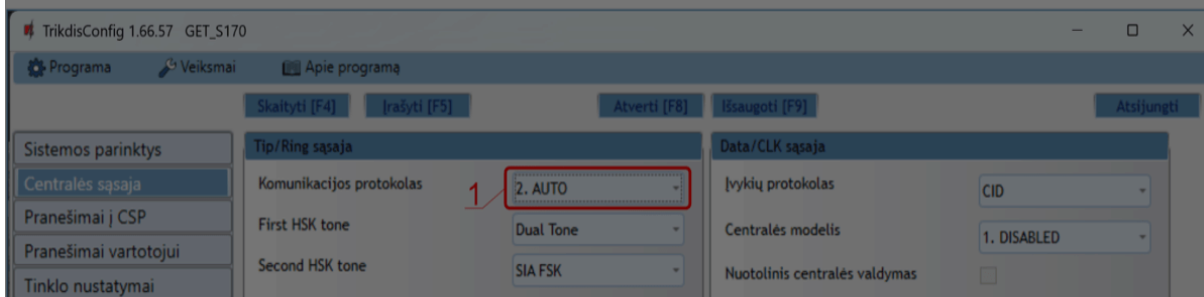 TrikdisConfig 1.66.57 GET_S170
Programa Veiksmai Apie programą
Skaityti [F4] Įrašyti [F5] Atverti [F8] Išsaugoti [F9] Atsijungti
Sistemos parinktys
Centralės sąsaja
Pranešimai į CSP
Pranešimai vartotojui
Tinklo nustatymai
Tip/Ring sąsaja
Komunikacijos protokolas 1 2. AUTO
First HSK tone Dual Tone
Second HSK tone SIA FSK
Data/CLK sąsaja
Įvykių protokolas CID
Centralės modelis 1. DISABLED
Nuotolinis centralės valdymas